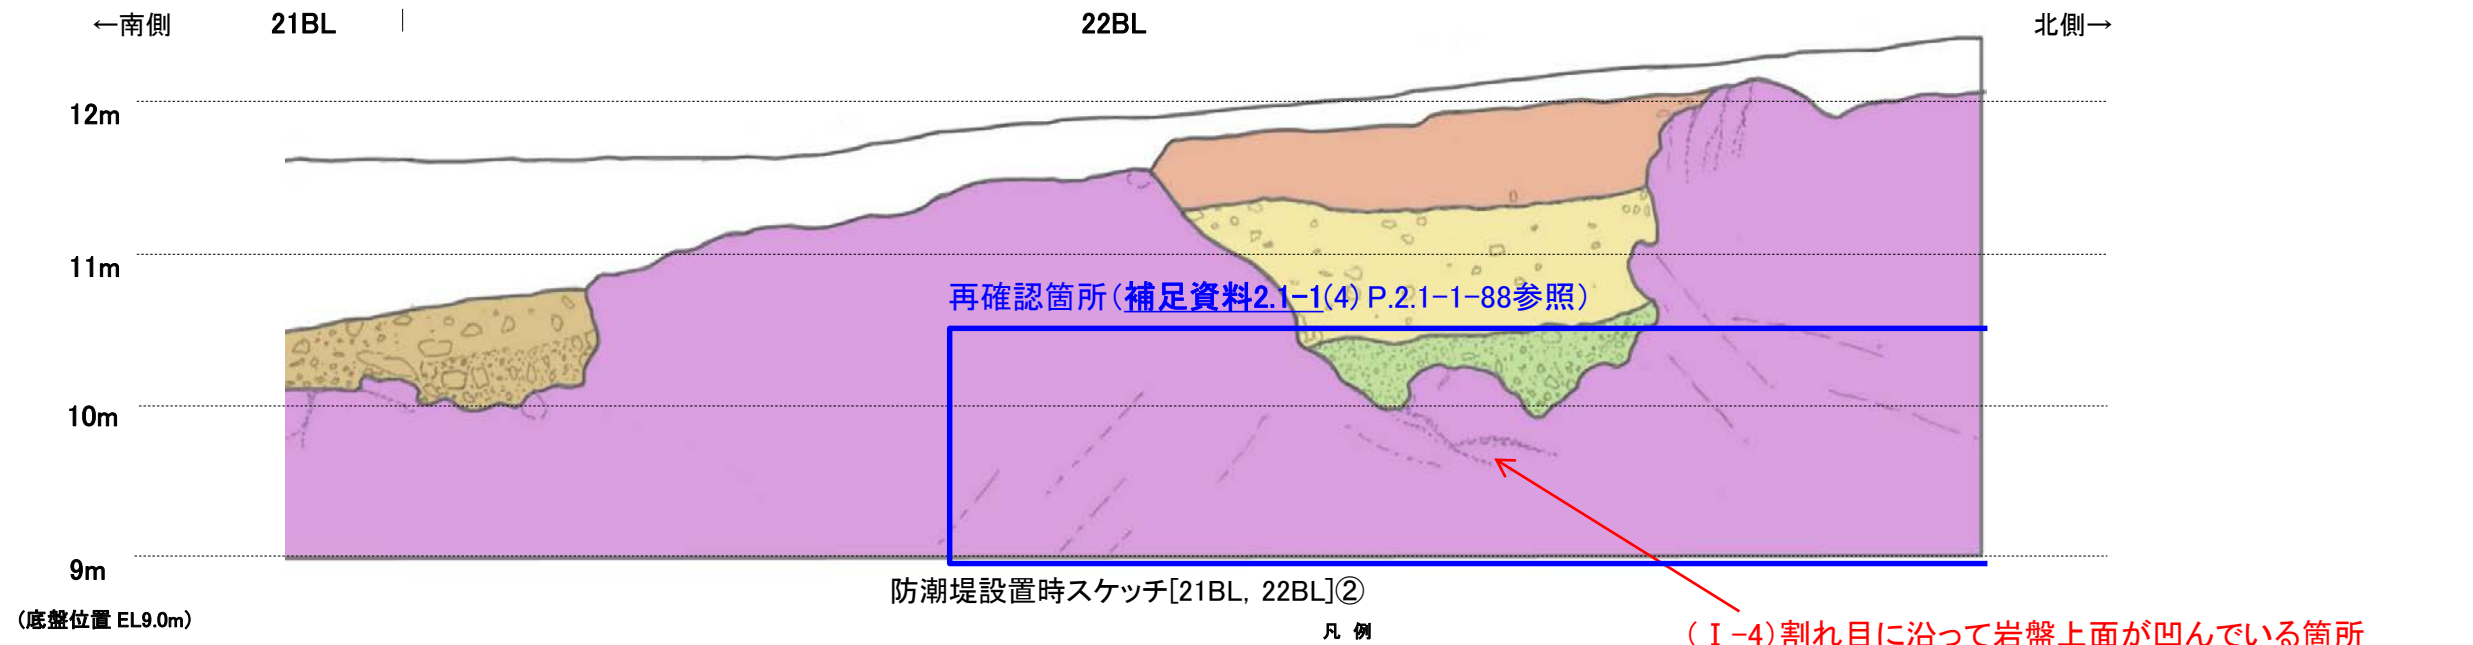 ←南側 21BL 22BL 北側→
12m
11m
再確認箇所（補足資料2.1-1(4) P.2.1-1-88参照）
10m
9m
防潮堤設置時スケッチ[21BL, 22BL]②
（底盤位置 EL9.0m）
凡 例
（Ⅰ-4）割れ目に沿って岩盤上面が凹んでいる箇所